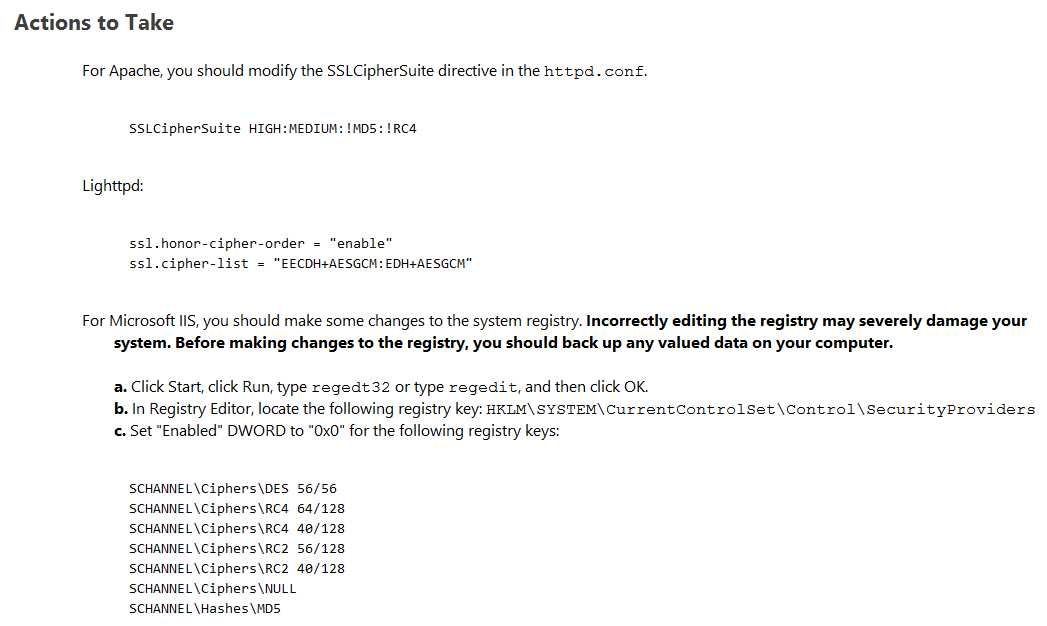 Actions to Take
For Apache, you should modify the SSLCipherSuite directive in the httpd.conf.
SSLCipherSuite HIGH:MEDIUM:!MD5:!RC4
Lighttpd:
ssl.honor-cipher-order = "enable"
ssl.cipher-list = "EECDH+AESGCM:EDH+AESGCM"
For Microsoft IIS, you should make some changes to the system registry. Incorrectly editing the registry may severely damage your
system. Before making changes to the registry, you should back up any valued data on your computer.
a. Click Start, click Run, type regedt32 or type regedit, and then click OK.
b. In Registry Editor, locate the following registry key: HKLM\SYSTEM\CurrentControlSet\Control\SecurityProviders
c. Set "Enabled" DWORD to "0x0" for the following registry keys:
SCHANNEL\Ciphers\DES 56/56
SCHANNEL\Ciphers\RC4 64/128
SCHANNEL\Ciphers\RC4 40/128
SCHANNEL\Ciphers\RC2 56/128
SCHANNEL\Ciphers\RC2 40/128
SCHANNEL\Ciphers\NULL
SCHANNEL\Hashes\MD5